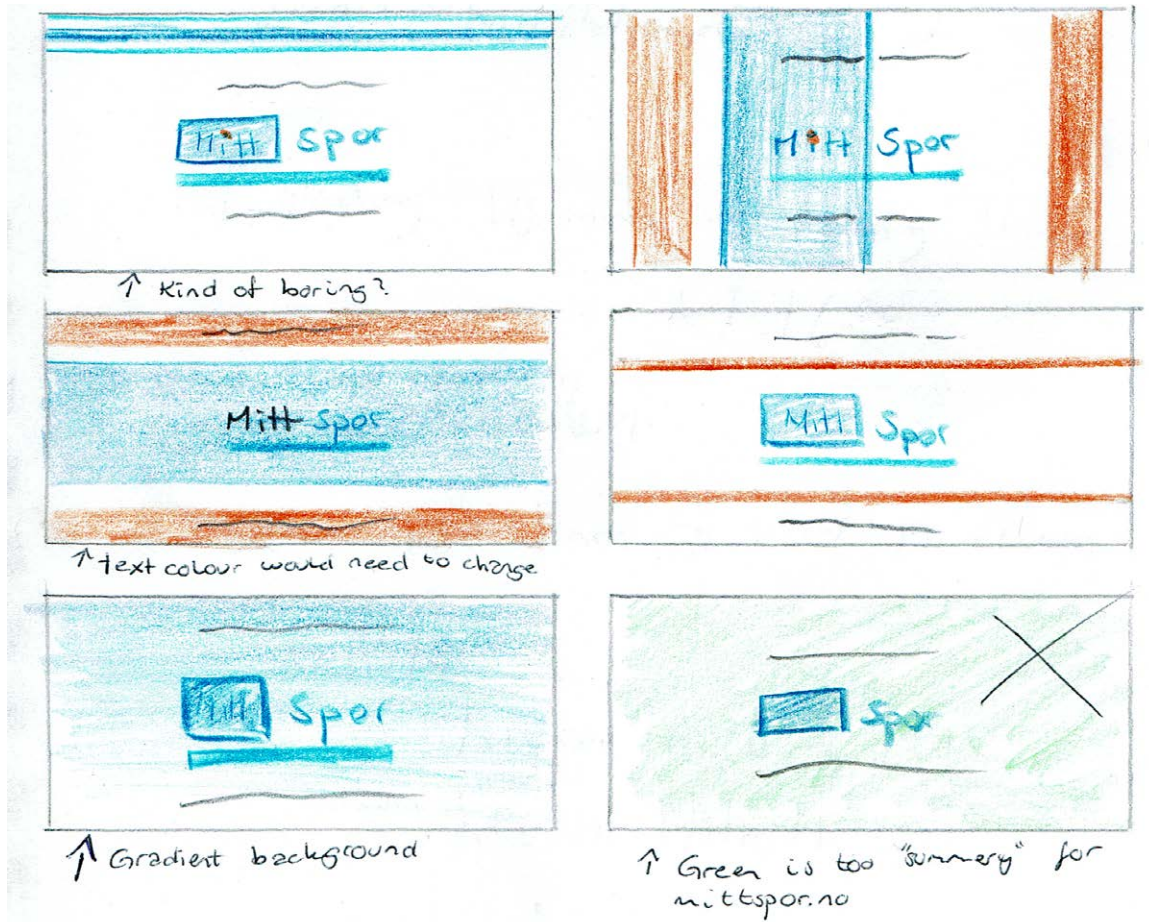 Mitt Spor
Mitt Spor
↑ Kind of boring?
Mitt Spor
Mitt Spor
↑ text colour would need to change
Mitt Spor
Spor
↑ Gradient background
↑ Green is too "summery" for
mittspor.no